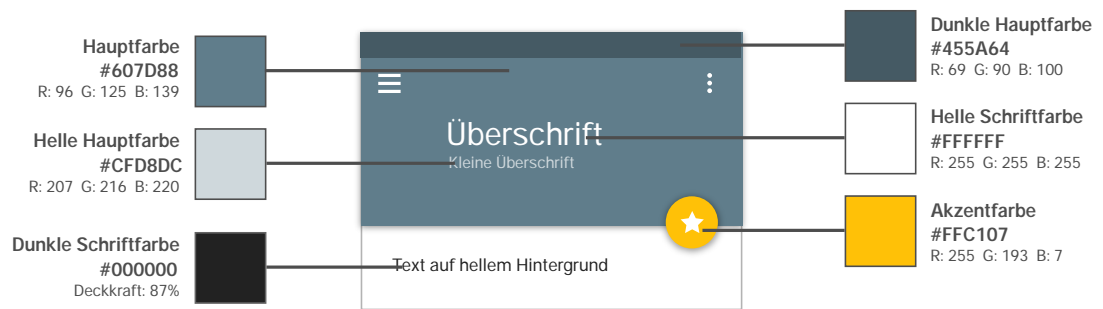 Hauptfarbe
#607D88
R: 96 G: 125 B: 139
Helle Hauptfarbe
#CFD8DC
R: 207 G: 216 B: 220
Dunkle Schriftfarbe
#000000
Deckkraft: 87%
Überschrift
Kleine Überschrift
Text auf hellem Hintergrund
Dunkle Hauptfarbe
#455A64
R: 69 G: 90 B: 100
Helle Schriftfarbe
#FFFFFF
R: 255 G: 255 B: 255
Akzentfarbe
#FFC107
R: 255 G: 193 B: 7